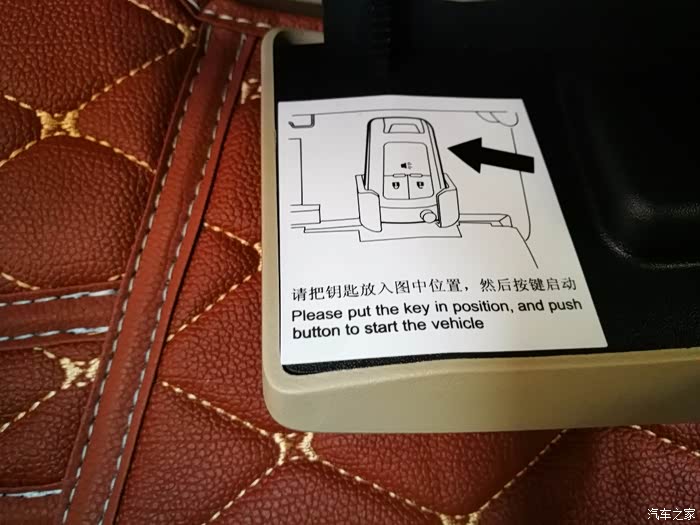 请把钥匙放入图中位置，然后按键启动
Please put the key in position, and push
button to start the vehicle
汽车之家